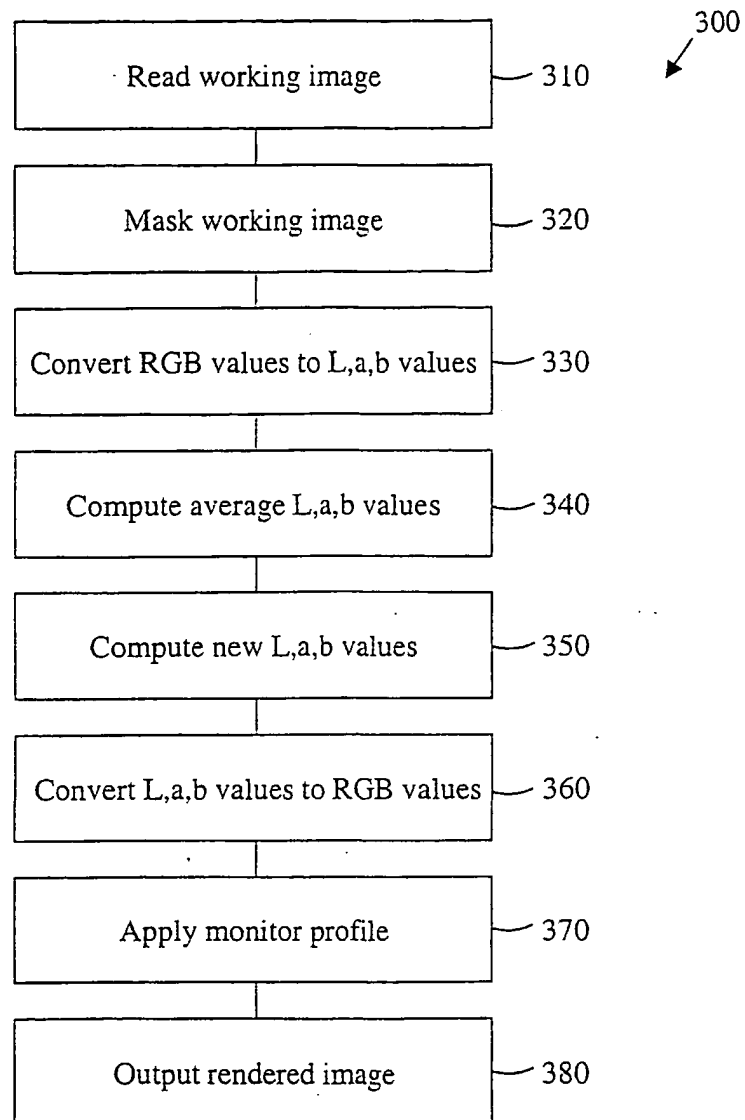 300
Read working image 310
Mask working image 320
Convert RGB values to L,a,b values 330
Compute average L,a,b values 340
Compute new L,a,b values 350
Convert L,a,b values to RGB values 360
Apply monitor profile 370
Output rendered image 380